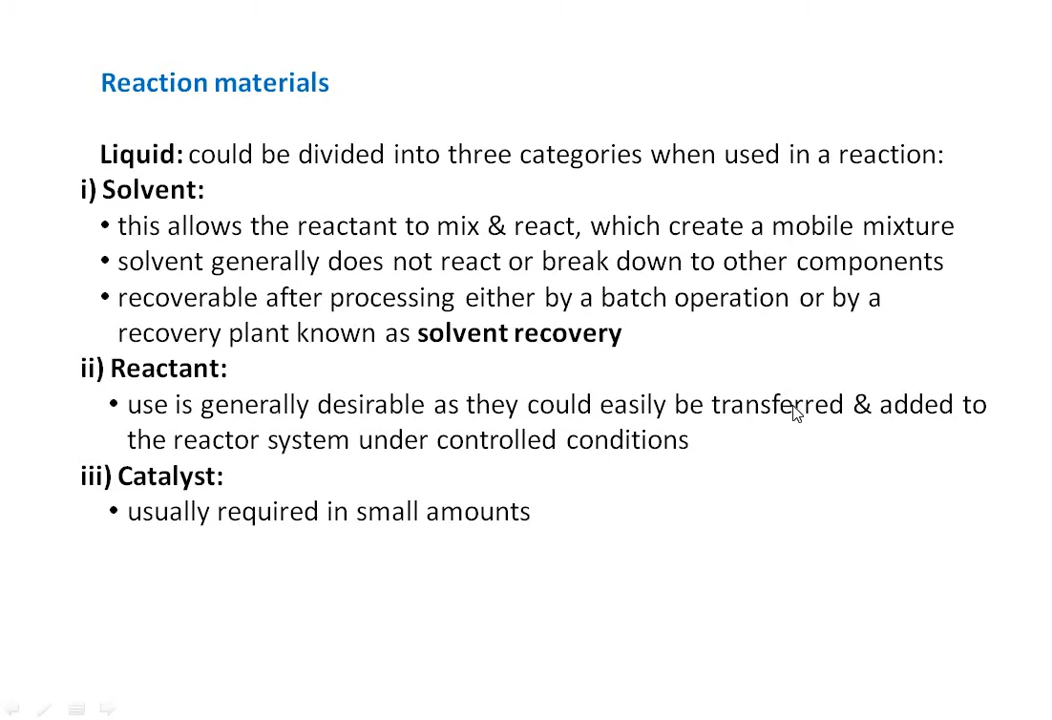 Reaction materials
Liquid: could be divided into three categories when used in a reaction:
i) Solvent:
• this allows the reactant to mix & react, which create a mobile mixture
• solvent generally does not react or break down to other components
• recoverable after processing either by a batch operation or by a
recovery plant known as solvent recovery
ii) Reactant:
• use is generally desirable as they could easily be transferred & added to
the reactor system under controlled conditions
iii) Catalyst:
• usually required in small amounts